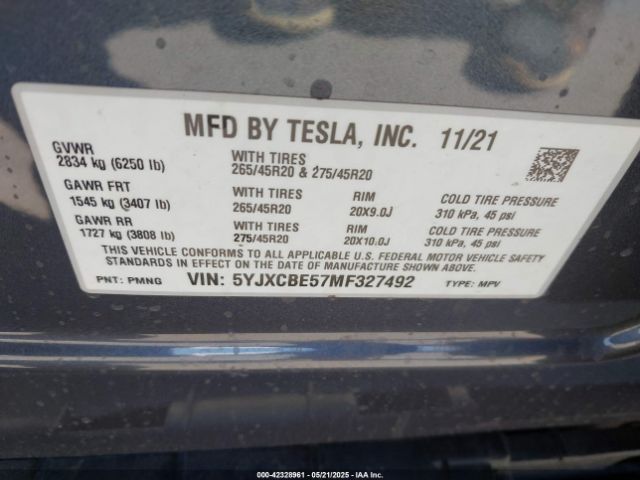 MFD BY TESLA, INC. 11/21
GVWR
2834 kg (6250 lb)
WITH TIRES
265/45R20 & 275/45R20
GAWR FRT
1545 kg (3407 lb)
WITH TIRES
265/45R20
RIM
20X9.0J
COLD TIRE PRESSURE
310 kPa, 45 psi
GAWR RR
1727 kg (3808 lb)
WITH TIRES
275/45R20
RIM
20X10.0J
COLD TIRE PRESSURE
310 kPa, 45 psi
THIS VEHICLE CONFORMS TO ALL APPLICABLE U.S. FEDERAL MOTOR VEHICLE SAFETY
STANDARDS IN EFFECT ON THE DATE OF MANUFACTURE SHOWN ABOVE.
PNT: PMNG VIN: 5YJXCBE57MF327492 TYPE: MPV
000-42328961 - 05/21/2025 - IAAI.COM